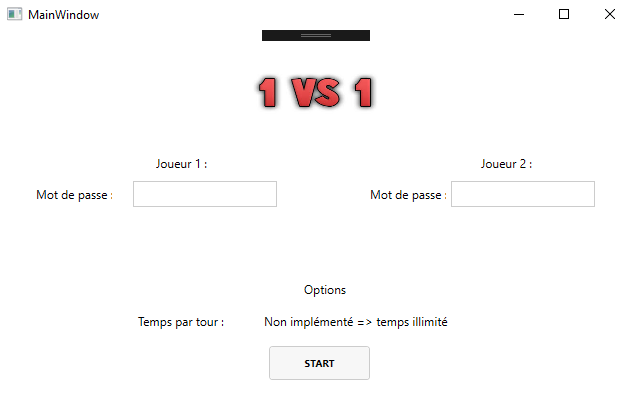 MainWindow
1 VS 1
Joueur 1 :
Joueur 2 :
Mot de passe :
Mot de passe :
Options
Temps par tour :
Non implémenté => temps illimité
START